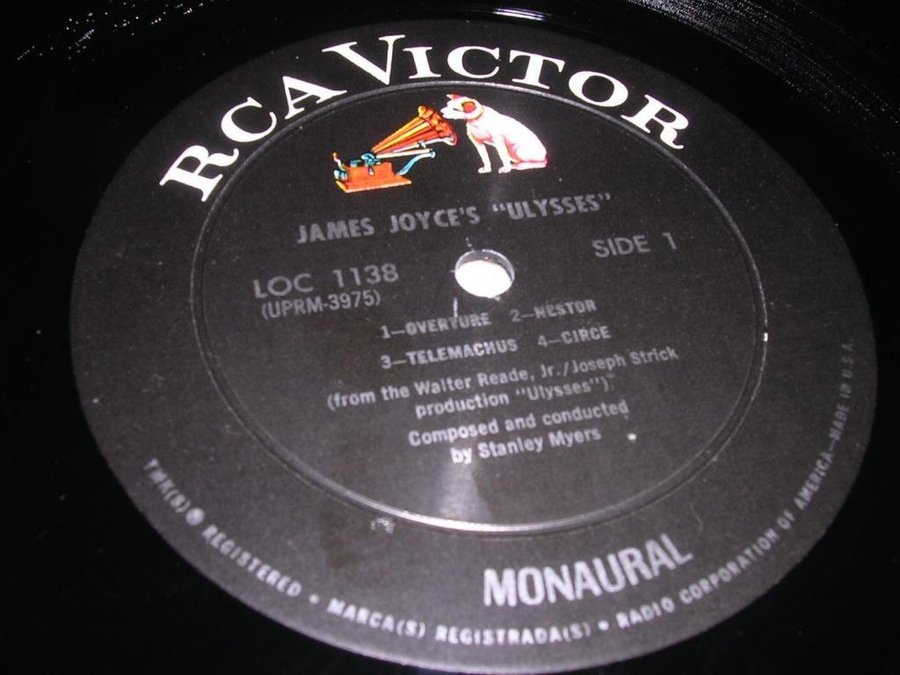 RCA VICTOR
JAMES JOYCE'S "ULYSSES"
LOC 1138
(UPRM-3975)
SIDE 1
1—OVERTURE 2—NESTOR
3—TELEMACHUS 4—CIRCE
(from the Walter Reade, Jr./Joseph Strick
production "Ulysses").
Composed and conducted
by Stanley Myers
MONAURAL
TMK(S) ® REGISTERED • MARCA(S) REGISTRADA(S) • RADIO CORPORATION OF AMERICA—MADE IN U.S.A.